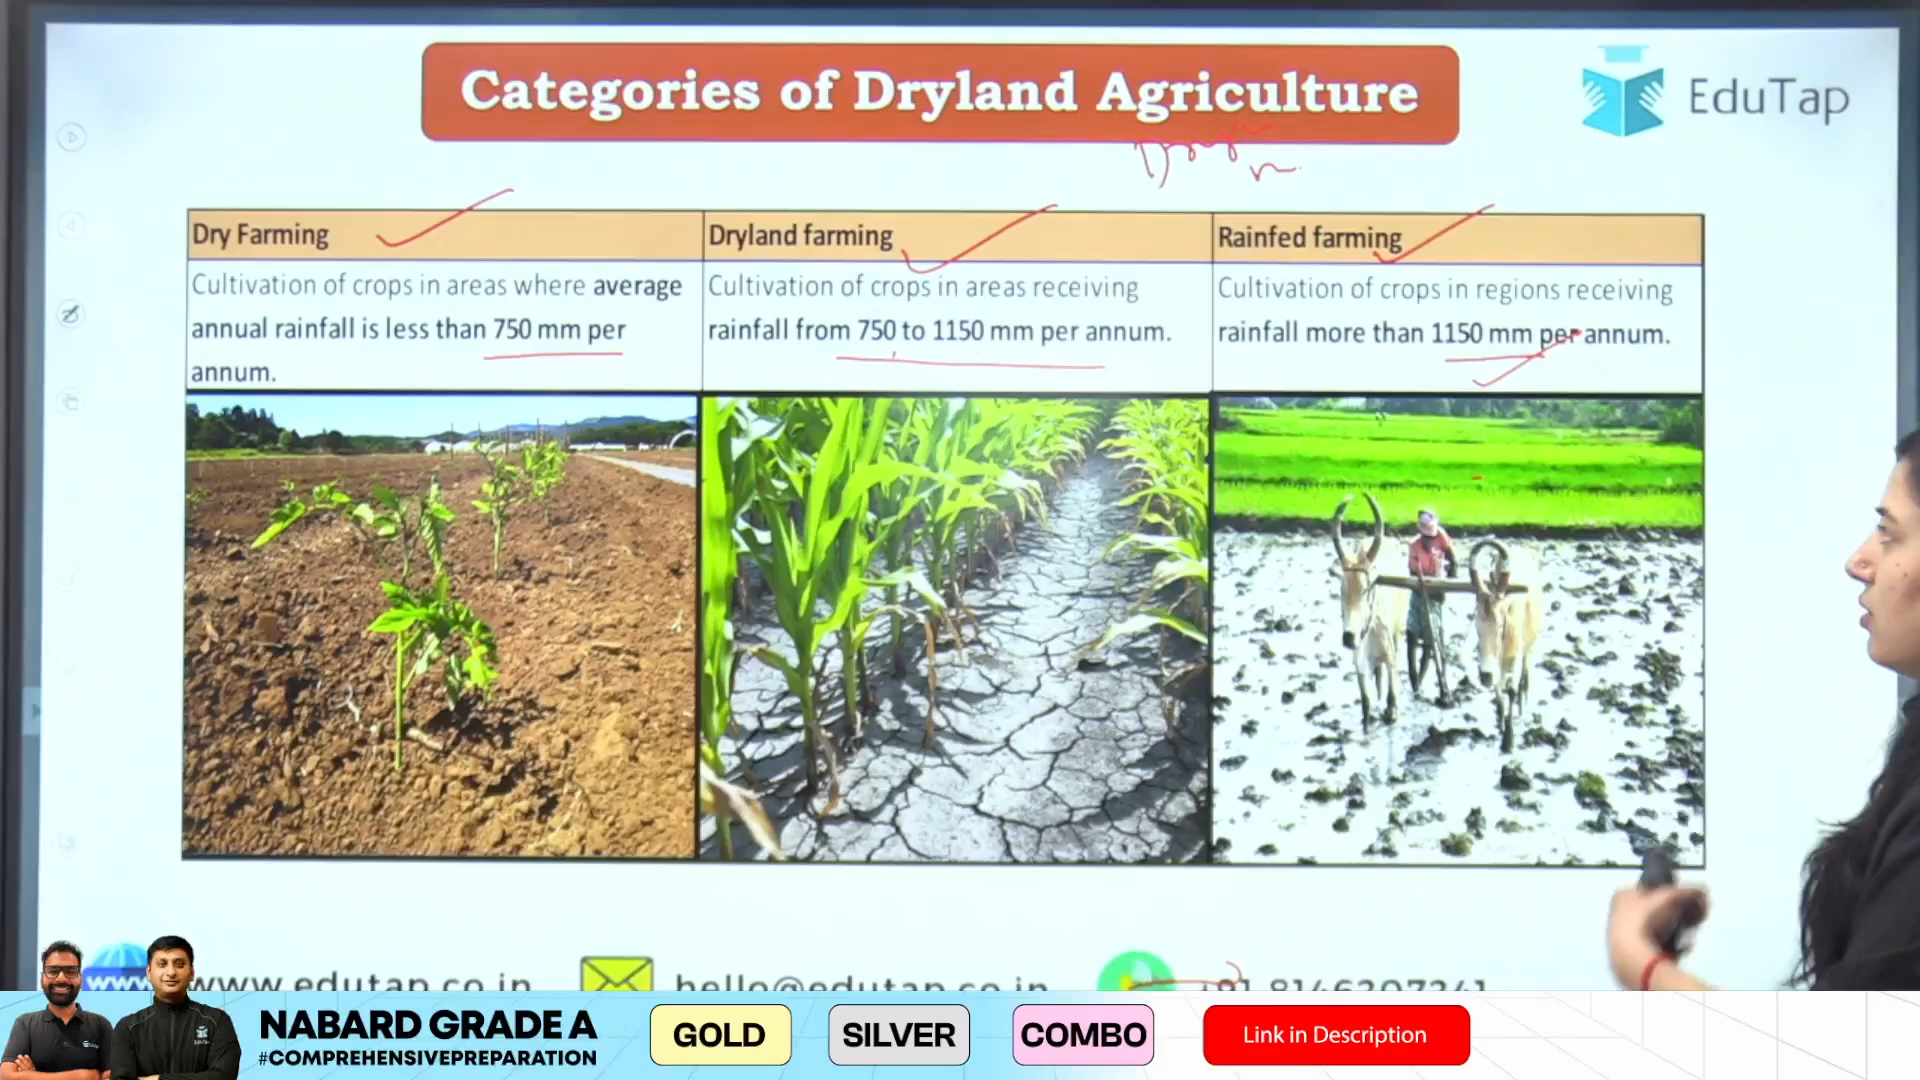 Categories of Dryland Agriculture
EduTap
Dry Farming
Dryland farming
Rainfed farming
Cultivation of crops in areas where average
annual rainfall is less than 750 mm per
annum.
Cultivation of crops in areas receiving
rainfall from 750 to 1150 mm per annum.
Cultivation of crops in regions receiving
rainfall more than 1150 mm per annum.
www
www.edutap.co.in
hello@edutap.co.in
NABARD GRADE A
#COMPREHENSIVEPREPARATION
GOLD
SILVER
COMBO
Link in Description